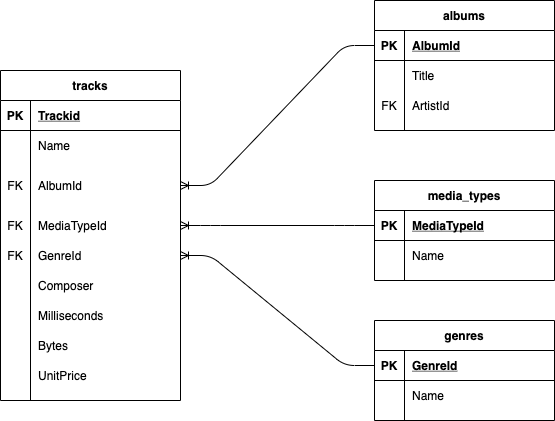 tracks
PK Trackid
Name
FK AlbumId
FK MediaTypeId
FK GenreId
Composer
Milliseconds
Bytes
UnitPrice
albums
PK AlbumId
Title
FK ArtistId
media_types
PK MediaTypeId
Name
genres
PK GenreId
Name